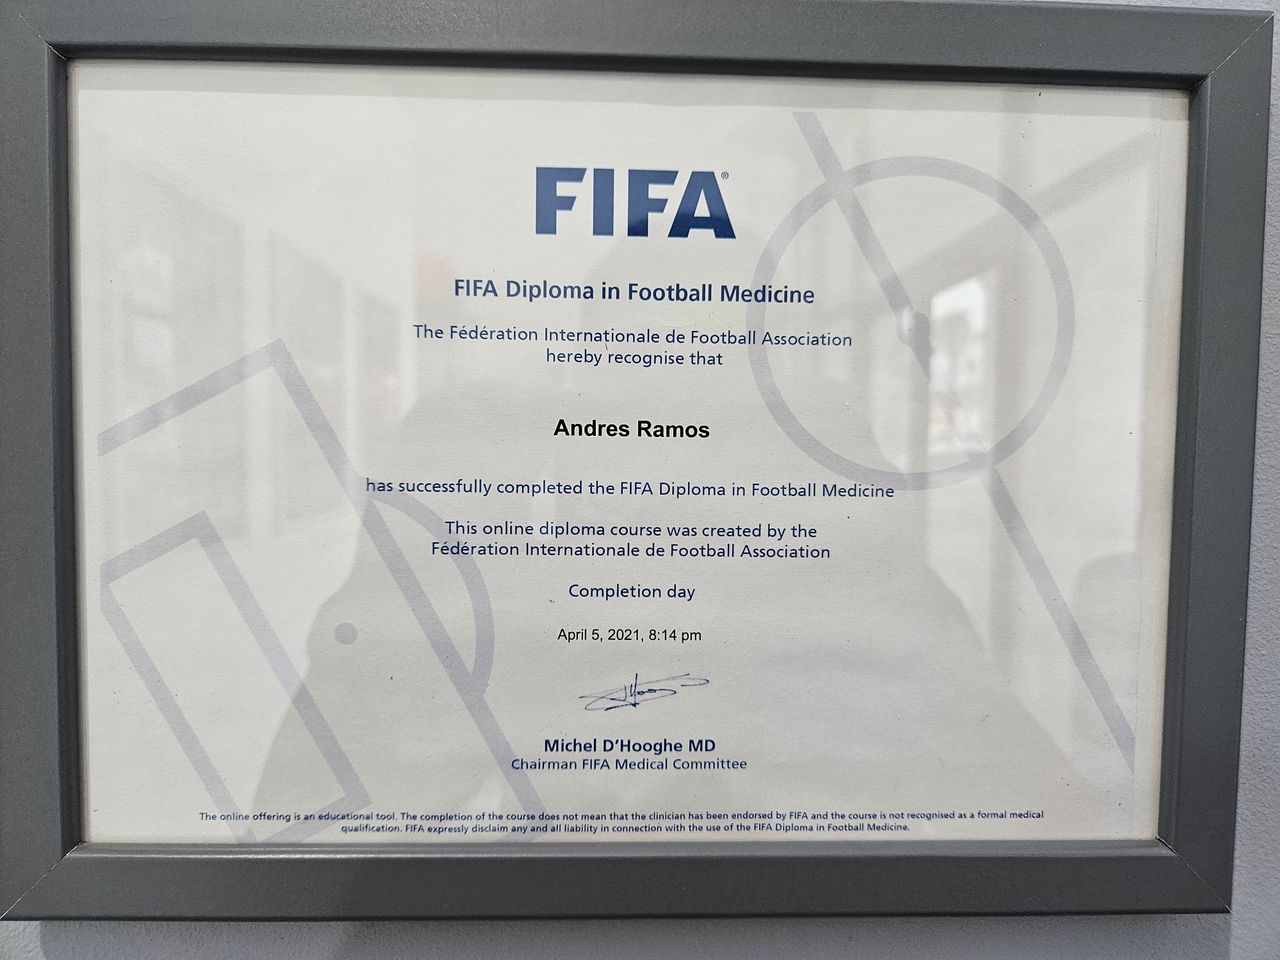 FIFA®
FIFA Diploma in Football Medicine
The Fédération Internationale de Football Association
hereby recognise that
Andres Ramos
has successfully completed the FIFA Diploma in Football Medicine
This online diploma course was created by the
Fédération Internationale de Football Association
Completion day
April 5, 2021, 8:14 pm
Michel D'Hooghe MD
Chairman FIFA Medical Committee
The online offering is an educational tool. The completion of the course does not mean that the clinician has been endorsed by FIFA and the course is not recognised as a formal medical
qualification. FIFA expressly disclaim any and all liability in connection with the use of the FIFA Diploma in Football Medicine.